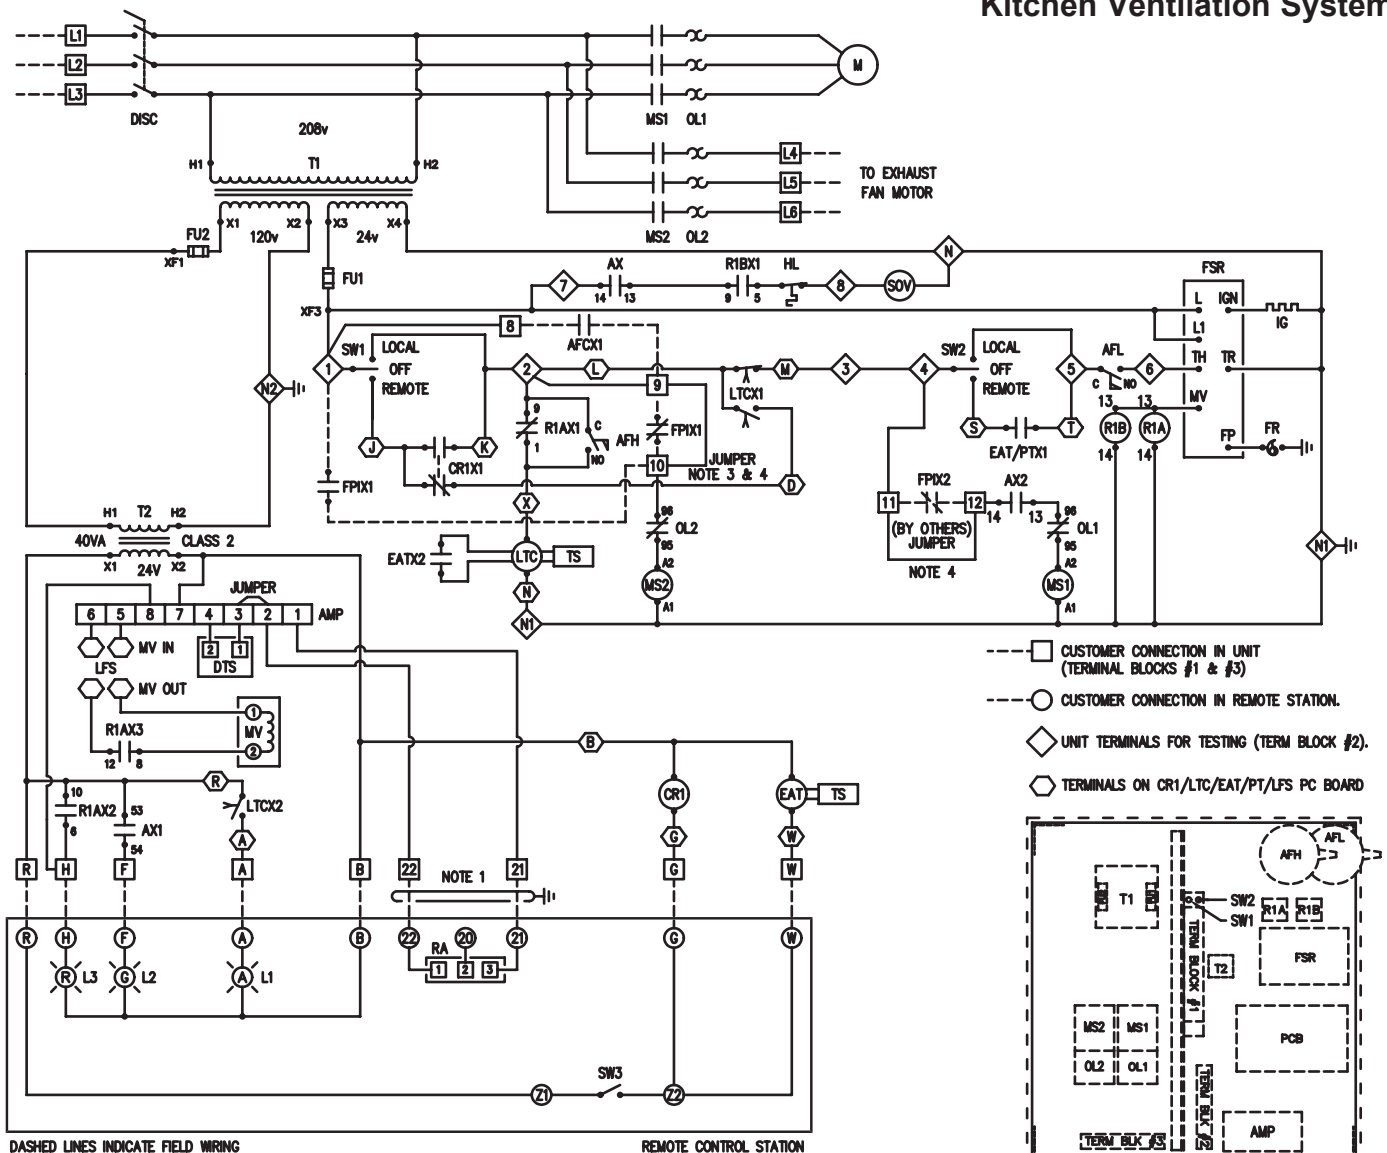 Kitchen Ventilation System
L1
L2
L3
DISC
MS1 OL1
M
208v
H1 T1 H2
L4
L5
L6
TO EXHAUST
FAN MOTOR
MS2 OL2
X1 X2 X3 X4
120v 24v
FU2
XF1
FU1
XF3
7
AX
14 13
R1BX1
9 5
HL
8
SOV
N
FSR
L IGN
L1
IG
TH TR
MV
FP FR
8
AFCX1
1
SW1 LOCAL
OFF
REMOTE
2
L
9
LTCX1
M
3
4
SW2 LOCAL
OFF
REMOTE
5
AFL
C NO
6
13 13
R1B R1A
14 14
N2
J
K
CR1X1
FPIX1
9
R1AX1
1
C
AFH
NO
FPIX1
10
JUMPER
NOTE 3 & 4
D
S
T
EAT/PTX1
FPIX2
11
12
(BY OTHERS)
JUMPER
NOTE 4
AX2
14 13
96
OL1
95
A2
MS1
A1
X
EATX2
LTC
TS
N
N1
96
OL2
95
A2
MS2
A1
N1
H1 T2 H2
40VA CLASS 2
X1 24V X2
JUMPER
6 5 8 7 4 3 2 1 AMP
MV IN
LFS
MV OUT
2 1
DTS
R1AX3
12 8
1
MV
2
R
10
R1AX2
6
53
AX1
54
LTCX2
A
B
CR1
EAT
TS
G
W
R H F A B 22 21 G W
NOTE 1
R H F A B 22 20 21 G W
RA
1 2 3
R L3
G L2
A L1
SW3
Z1
Z2
DASHED LINES INDICATE FIELD WIRING
REMOTE CONTROL STATION
CUSTOMER CONNECTION IN UNIT
(TERMINAL BLOCKS #1 & #3)
CUSTOMER CONNECTION IN REMOTE STATION.
UNIT TERMINALS FOR TESTING (TERM BLOCK #2).
TERMINALS ON CR1/LTC/EAT/PT/LFS PC BOARD
AFL
AFH
T1
SW2
SW1
R1A R1B
TERM BLOCK #1
T2
FSR
MS2 MS1
OL2 OL1
PCB
TERM BLK #2
TERM BLK #3
AMP